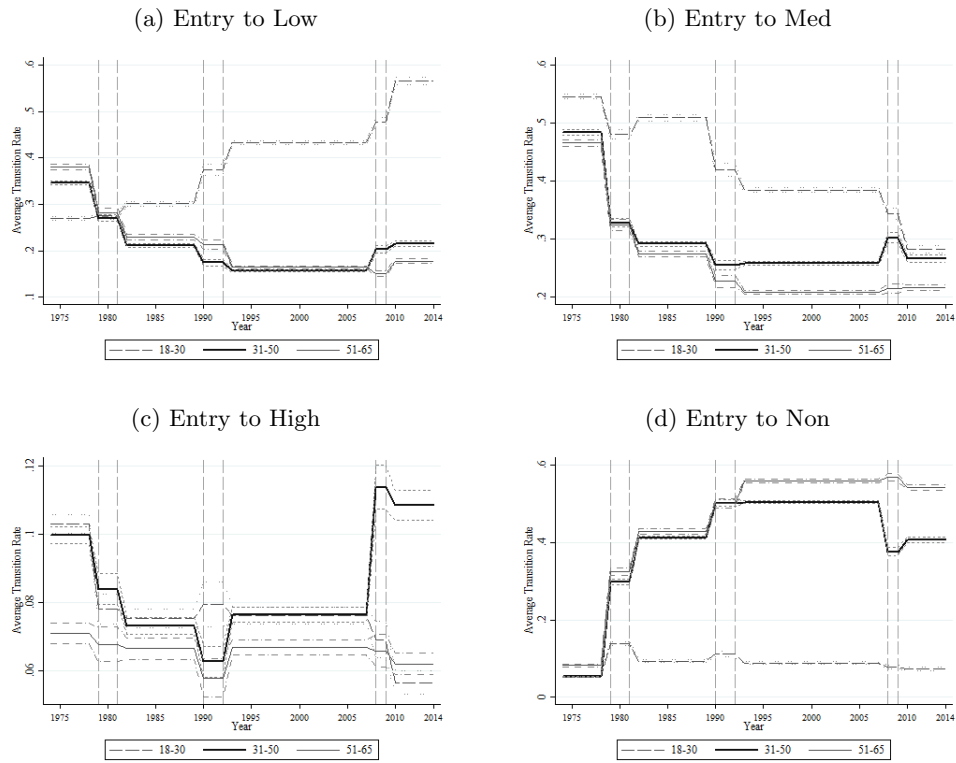 (a) Entry to Low
Average Transition Rate
.6
.5
.4
.3
.2
.1
1975 1980 1985 1990 1995 2000 2005 2010 2014
Year
18-30 31-50 51-65
(b) Entry to Med
Average Transition Rate
.6
.5
.4
.3
.2
1975 1980 1985 1990 1995 2000 2005 2010 2014
Year
18-30 31-50 51-65
(c) Entry to High
Average Transition Rate
.12
.1
.08
.06
1975 1980 1985 1990 1995 2000 2005 2010 2014
Year
18-30 31-50 51-65
(d) Entry to Non
Average Transition Rate
.6
.4
.2
0
1975 1980 1985 1990 1995 2000 2005 2010 2014
Year
18-30 31-50 51-65